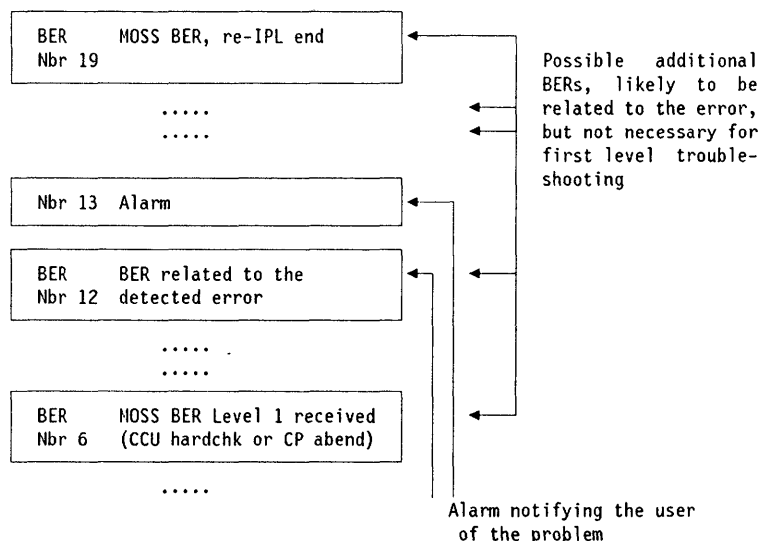 BER MOSS BER, re-IPL end
Nbr 19
.....
.....
Nbr 13 Alarm
BER BER related to the
Nbr 12 detected error
.....
.....
BER MOSS BER Level 1 received
Nbr 6 (CCU hardchk or CP abend)
.....
Possible additional
BERs, likely to be
related to the error,
but not necessary for
first level trouble-
shooting
Alarm notifying the user
of the problem